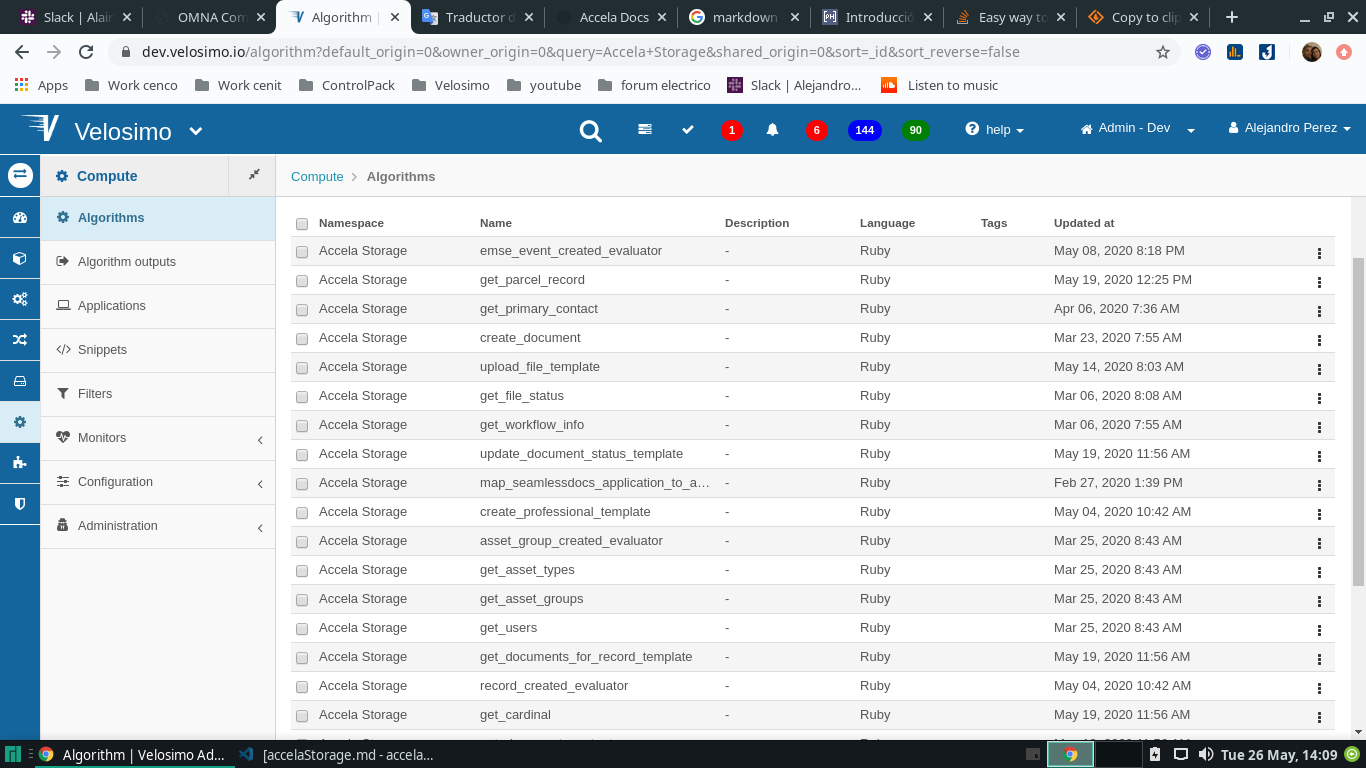 Slack | Alain
OMNA Com
Algorithm |
Traductor d
Accela Docs
markdown
Introducció
Easy way to
Copy to clip
dev.velosimo.io/algorithm?default_origin=0&owner_origin=0&query=Accela+Storage&shared_origin=0&sort=_id&sort_reverse=false
Apps
Work cenco
Work cenit
ControlPack
Velosimo
youtube
forum electrico
Slack | Alejandro…
Listen to music
Velosimo
1
6
144
90
help
Admin - Dev
Alejandro Perez
Compute
Compute
Algorithms
Algorithms
Algorithm outputs
Applications
Snippets
Filters
Monitors
Configuration
Administration
Namespace Name Description Language Tags Updated at
Accela Storage emse_event_created_evaluator - Ruby May 08, 2020 8:18 PM
Accela Storage get_parcel_record - Ruby May 19, 2020 12:25 PM
Accela Storage get_primary_contact - Ruby Apr 06, 2020 7:36 AM
Accela Storage create_document - Ruby Mar 23, 2020 7:55 AM
Accela Storage upload_file_template - Ruby May 14, 2020 8:03 AM
Accela Storage get_file_status - Ruby Mar 06, 2020 8:08 AM
Accela Storage get_workflow_info - Ruby Mar 06, 2020 7:55 AM
Accela Storage update_document_status_template - Ruby May 19, 2020 11:56 AM
Accela Storage map_seamlessdocs_application_to_a… - Ruby Feb 27, 2020 1:39 PM
Accela Storage create_professional_template - Ruby May 04, 2020 10:42 AM
Accela Storage asset_group_created_evaluator - Ruby Mar 25, 2020 8:43 AM
Accela Storage get_asset_types - Ruby Mar 25, 2020 8:43 AM
Accela Storage get_asset_groups - Ruby Mar 25, 2020 8:43 AM
Accela Storage get_users - Ruby Mar 25, 2020 8:43 AM
Accela Storage get_documents_for_record_template - Ruby May 19, 2020 11:56 AM
Accela Storage record_created_evaluator - Ruby May 04, 2020 10:42 AM
Accela Storage get_cardinal - Ruby May 19, 2020 11:56 AM
Algorithm | Velosimo Ad...
[accelaStorage.md - accela...
Tue 26 May, 14:09